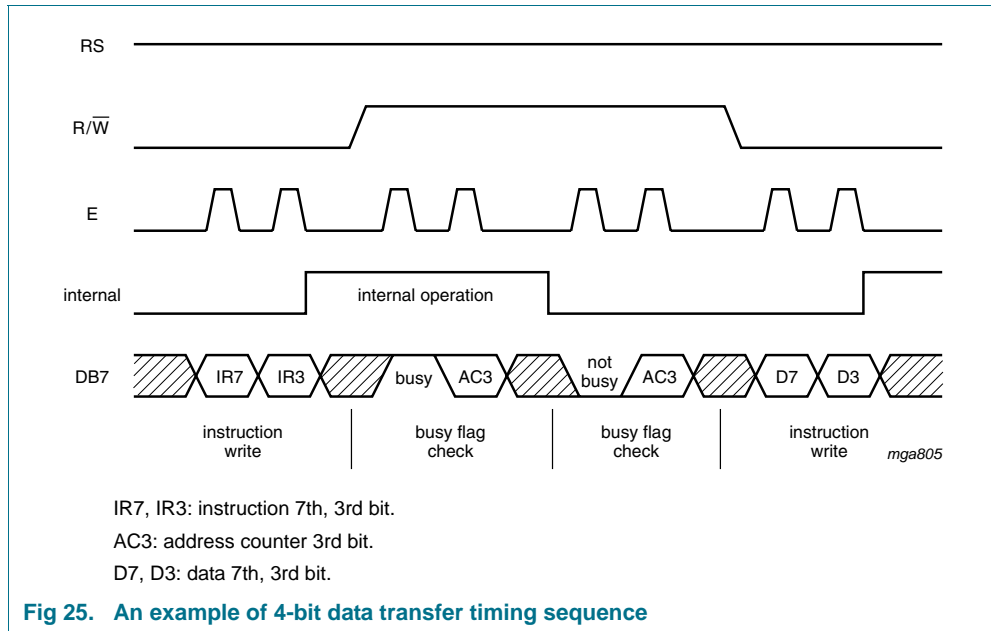 RS
R/W̅
E
internal
internal operation
DB7
IR7
IR3
busy
AC3
not
busy
AC3
D7
D3
instruction
write
busy flag
check
busy flag
check
instruction
write
mga805
IR7, IR3: instruction 7th, 3rd bit.
AC3: address counter 3rd bit.
D7, D3: data 7th, 3rd bit.
Fig 25. An example of 4-bit data transfer timing sequence